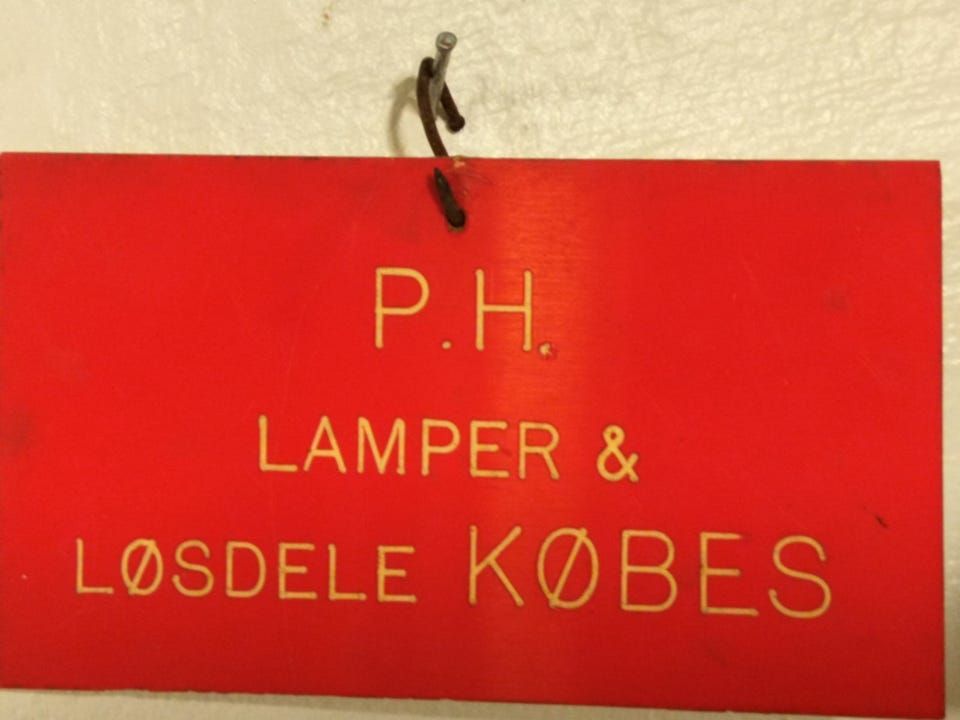 P.H.
LAMPER &
LØSDELE KØBES